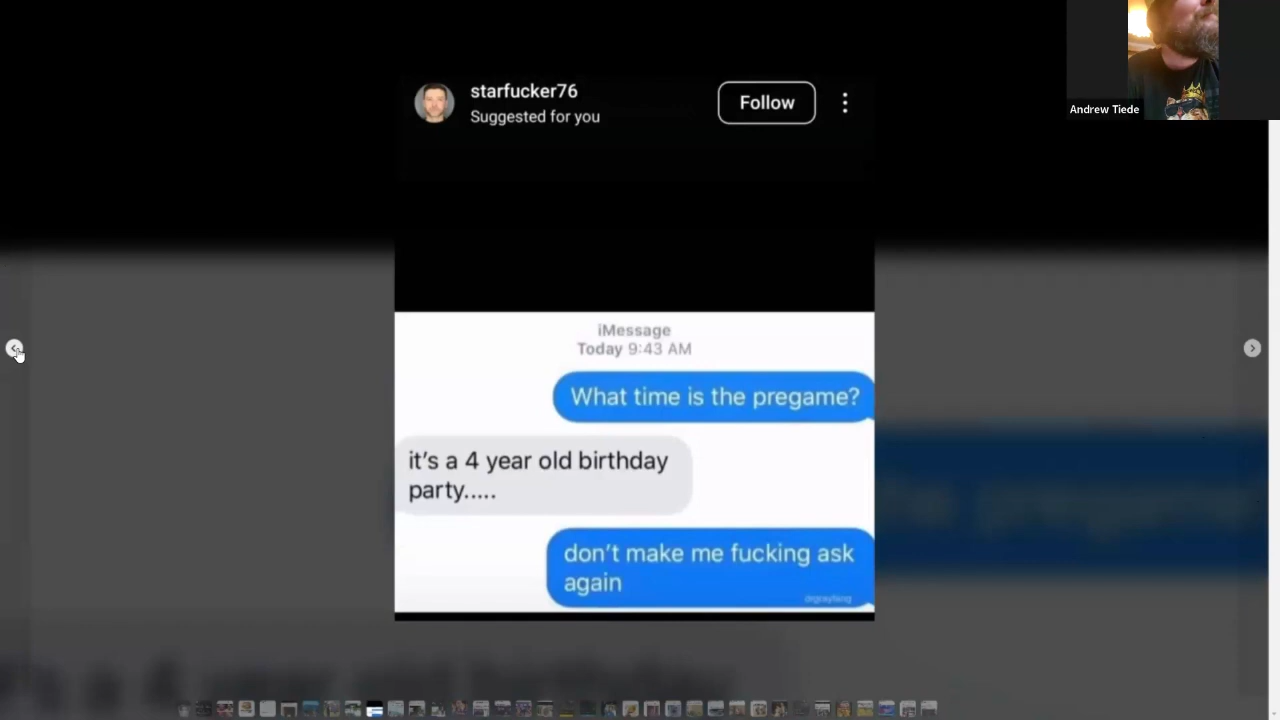 starfucker76
Suggested for you
Follow
Andrew Tiede
iMessage
Today 9:43 AM
What time is the pregame?
it's a 4 year old birthday
party.....
don't make me fucking ask
again